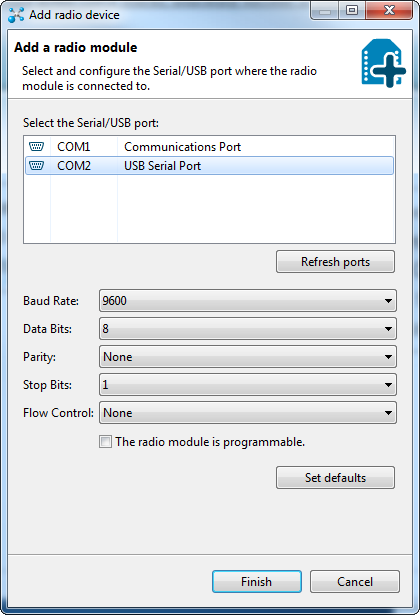 Add radio device
Add a radio module
Select and configure the Serial/USB port where the radio
module is connected to.
Select the Serial/USB port:
COM1 Communications Port
COM2 USB Serial Port
Refresh ports
Baud Rate: 9600
Data Bits: 8
Parity: None
Stop Bits: 1
Flow Control: None
The radio module is programmable.
Set defaults
Finish Cancel